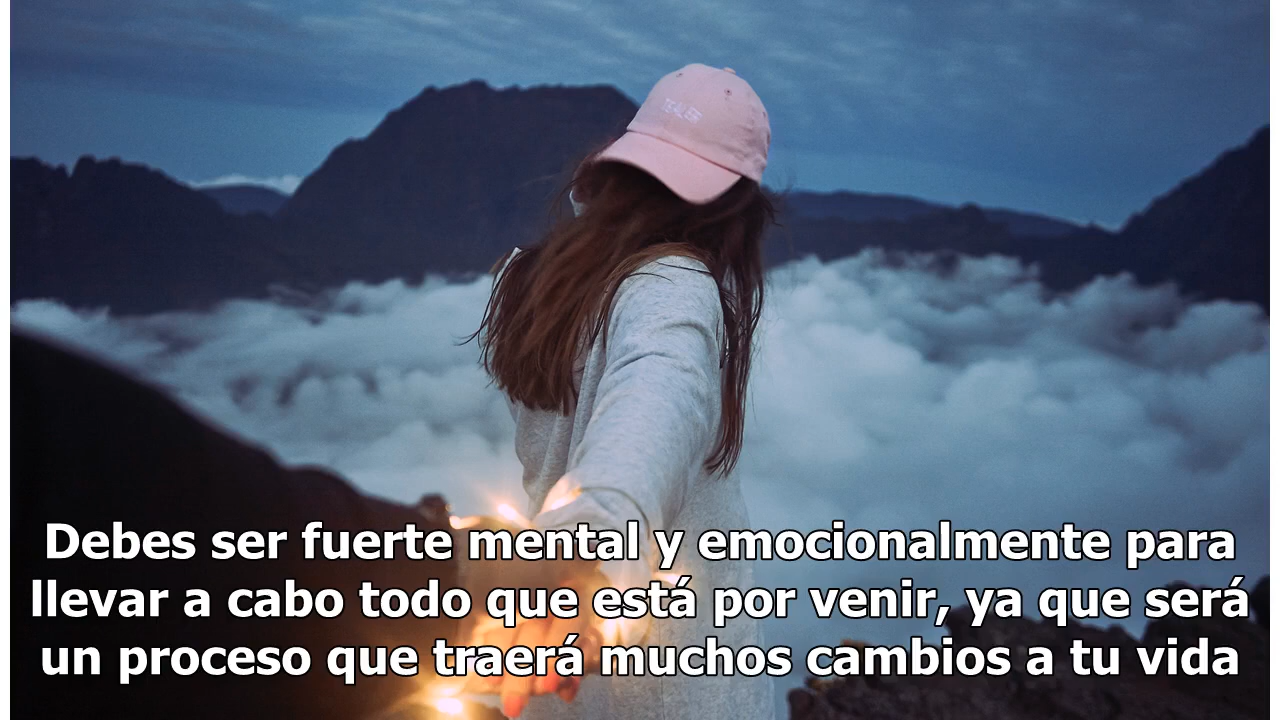 Debes ser fuerte mental y emocionalmente para
llevar a cabo todo que está por venir, ya que será
un proceso que traerá muchos cambios a tu vida